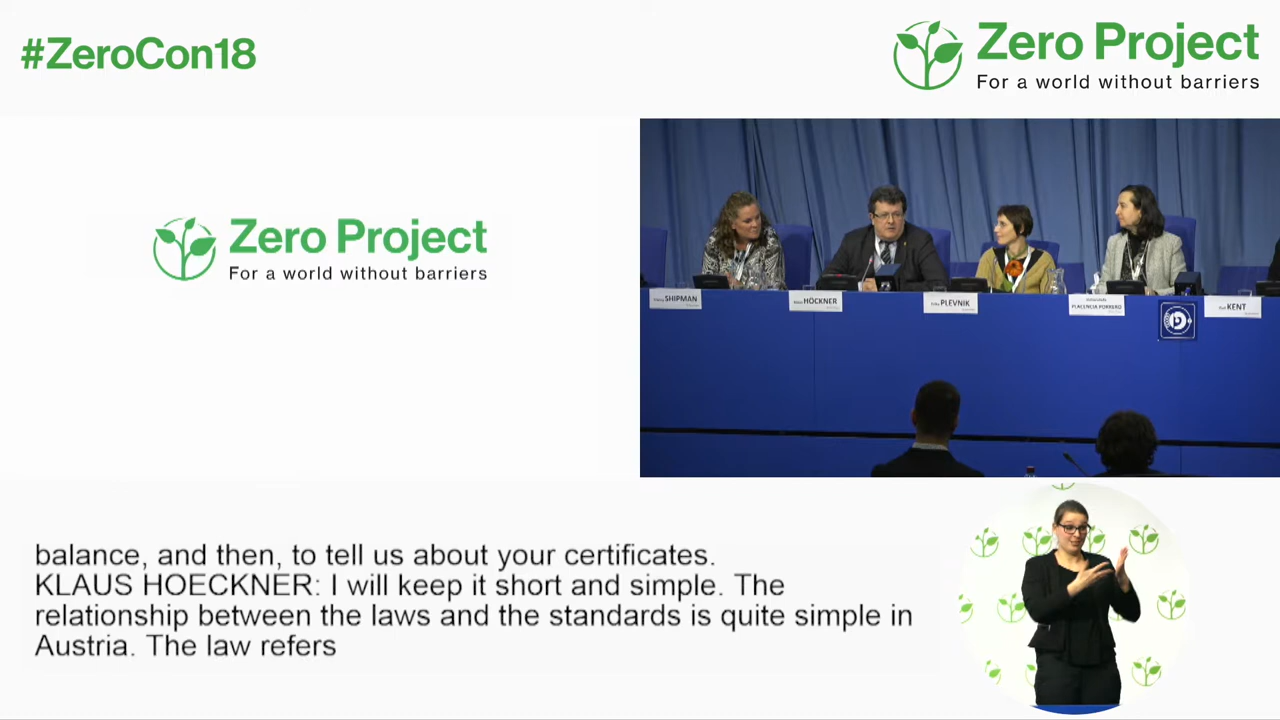 #ZeroCon18
Zero Project
For a world without barriers
Zero Project
For a world without barriers
SHIPMAN
HÖCKNER
PLEVNIK
PLACENCIA PORRERO
KENT
balance, and then, to tell us about your certificates.
KLAUS HOECKNER: I will keep it short and simple. The
relationship between the laws and the standards is quite simple in
Austria. The law refers